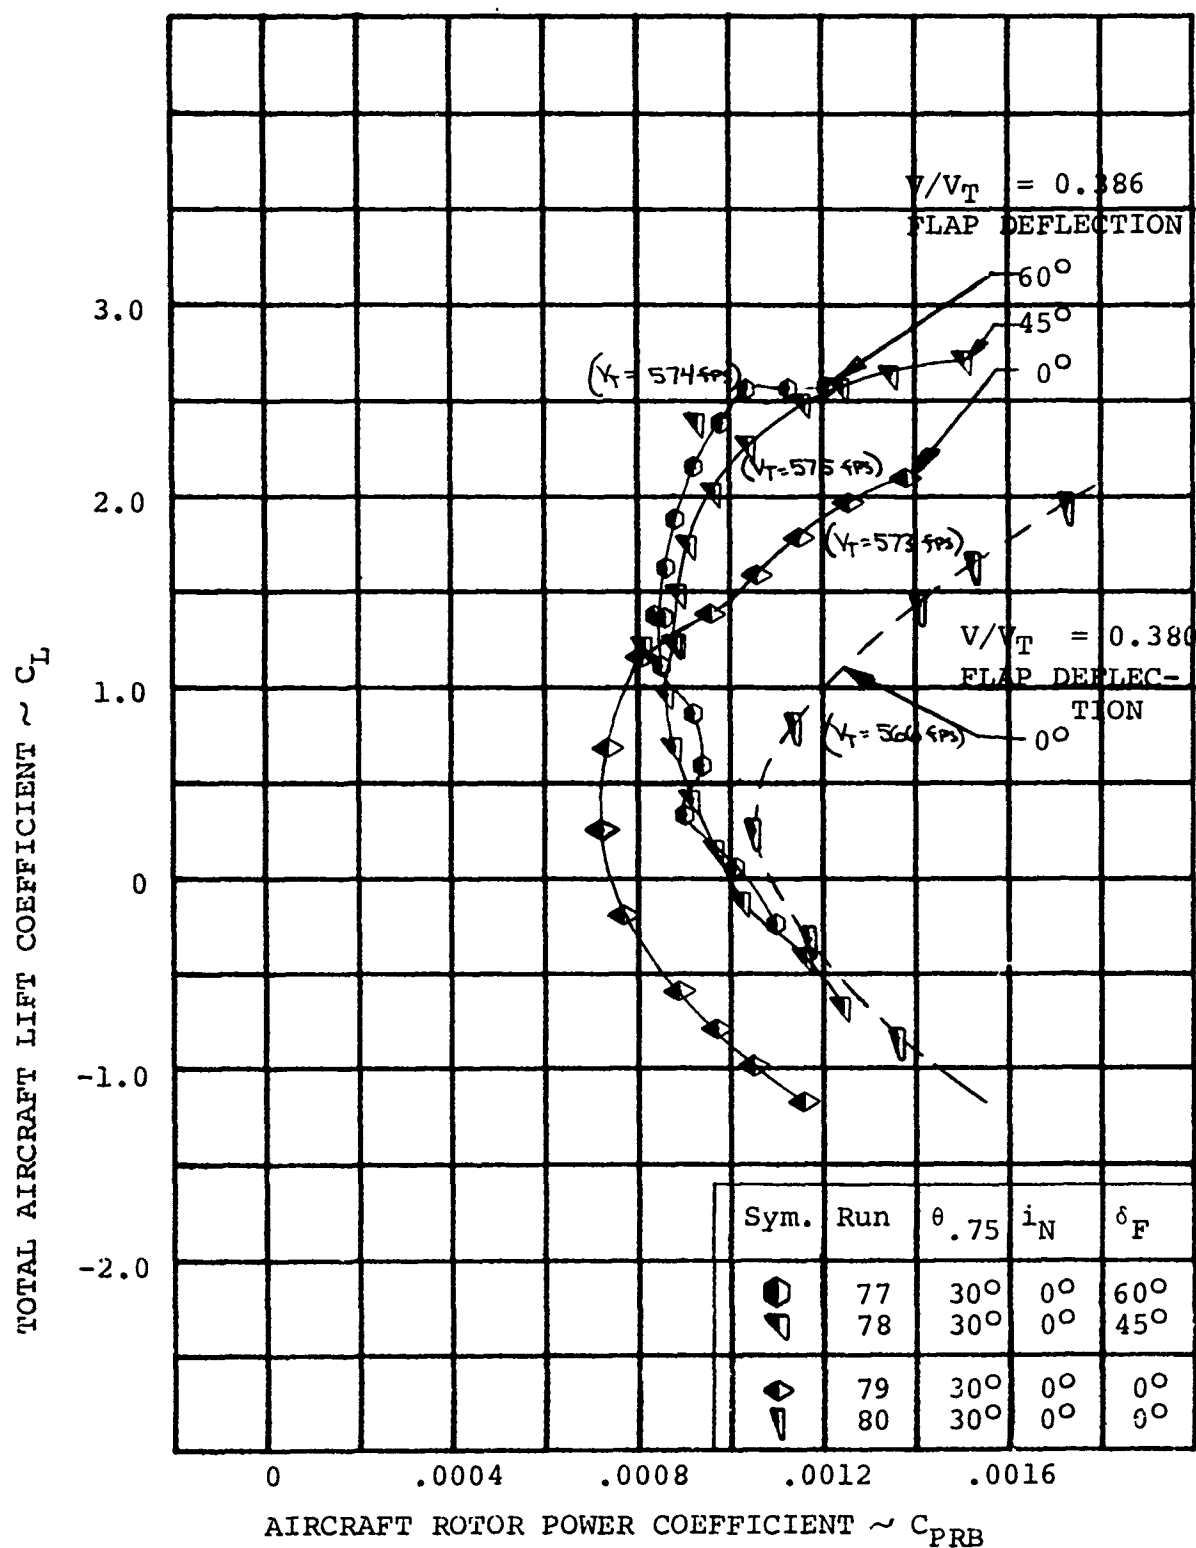 V/VT = 0.386
FLAP DEFLECTION
60°
3.0
45°
(VT = 574 fps)
0°
(VT=575 fps)
2.0
(VT=573 fps)
V/VT = 0.380
FLAP DEFLEC-
TION
1.0
(VT=566 fps)
0°
0
-1.0
-2.0
TOTAL AIRCRAFT LIFT COEFFICIENT ~ CL
Sym. Run θ.75 iN δF
77 30° 0° 60°
78 30° 0° 45°
79 30° 0° 0°
80 30° 0° 0°
0 .0004 .0008 .0012 .0016
AIRCRAFT ROTOR POWER COEFFICIENT ~ CPRB